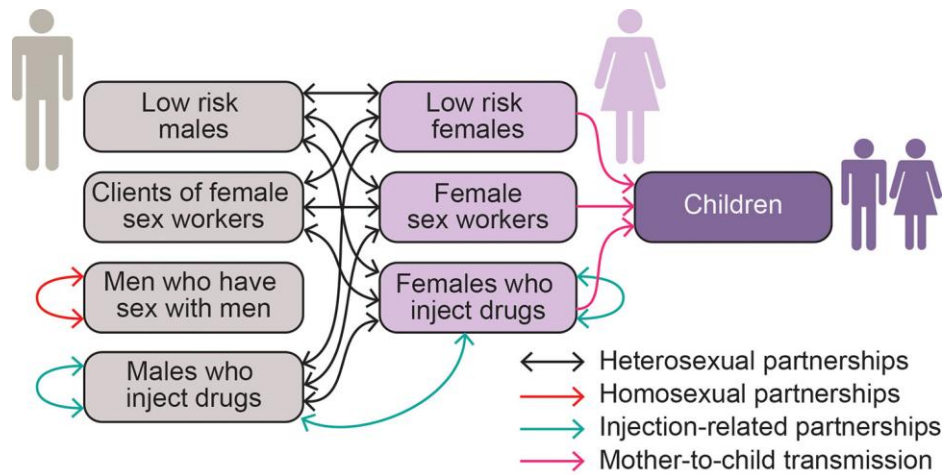 Low risk
males
Clients of female
sex workers
Men who have
sex with men
Males who
inject drugs
Low risk
females
Female
sex workers
Females who
inject drugs
Children
Heterosexual partnerships
Homosexual partnerships
Injection-related partnerships
Mother-to-child transmission